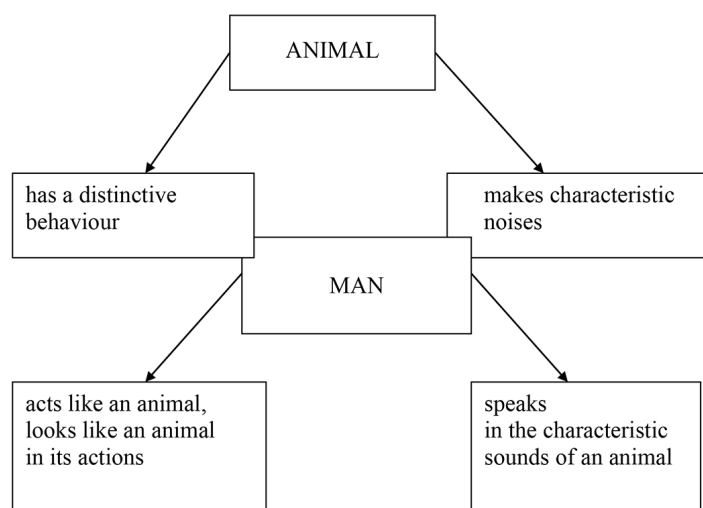 ANIMAL
has a distinctive
behaviour
makes characteristic
noises
MAN
acts like an animal,
looks like an animal
in its actions
speaks
in the characteristic
sounds of an animal